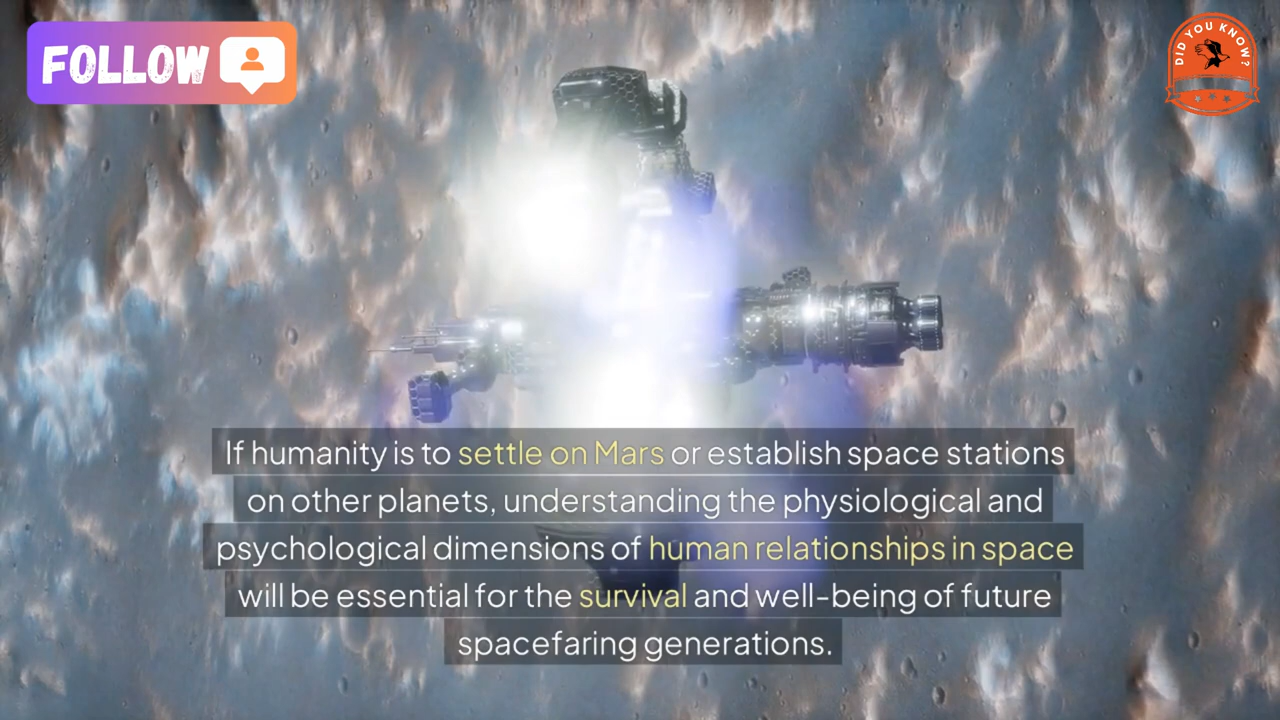 FOLLOW
DID YOU KNOW?
If humanity is to settle on Mars or establish space stations
on other planets, understanding the physiological and
psychological dimensions of human relationships in space
will be essential for the survival and well-being of future
spacefaring generations.